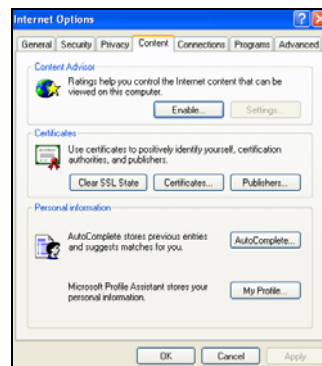 Internet Options
General Security Privacy Content Connections Programs Advanced
Content Advisor
Ratings help you control the Internet content that can be
viewed on this computer.
Enable... Settings...
Certificates
Use certificates to positively identify yourself, certification
authorities, and publishers.
Clear SSL State Certificates... Publishers...
Personal information
AutoComplete stores previous entries
and suggests matches for you.
AutoComplete...
Microsoft Profile Assistant stores your
personal information.
My Profile...
OK Cancel Apply